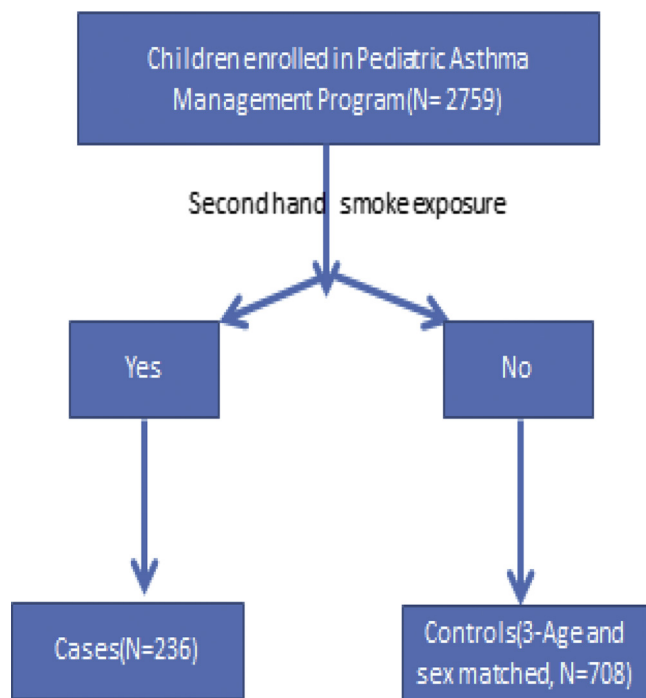 Children enrolled in Pediatric Asthma
Management Program(N= 2759)
Second hand smoke exposure
Yes
No
Cases(N=236)
Controls(3-Age and
sex matched, N=708)